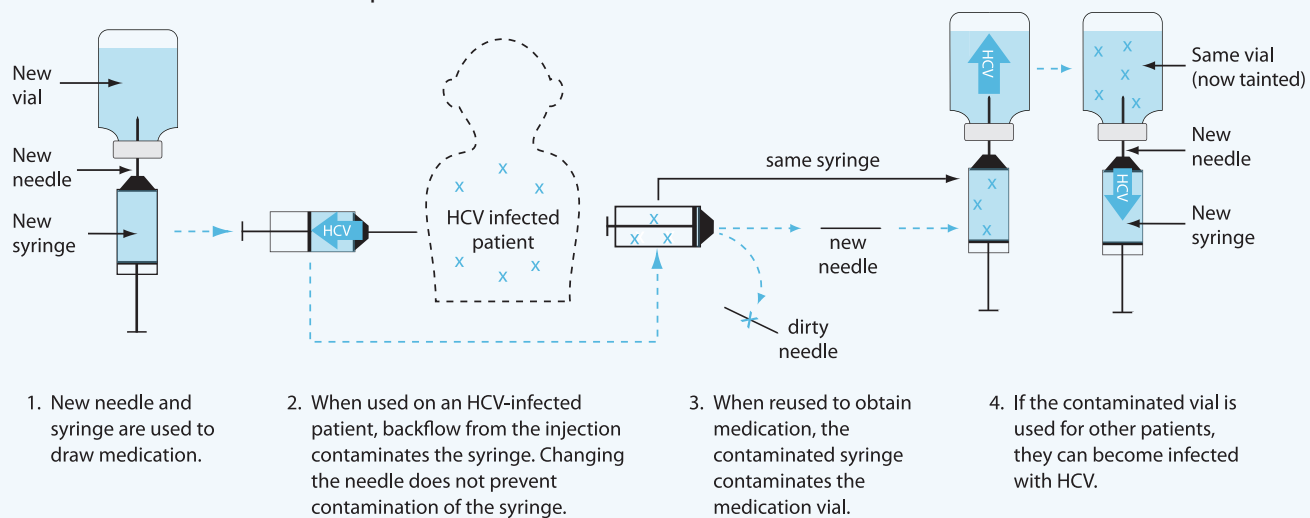 New
vial
New
needle
New
syringe
HCV
HCV infected
patient
same syringe
new
needle
dirty
needle
HCV
HCV
Same vial
(now tainted)
New
needle
New
syringe
1. New needle and
syringe are used to
draw medication.
2. When used on an HCV-infected
patient, backflow from the injection
contaminates the syringe. Changing
the needle does not prevent
contamination of the syringe.
3. When reused to obtain
medication, the
contaminated syringe
contaminates the
medication vial.
4. If the contaminated vial is
used for other patients,
they can become infected
with HCV.